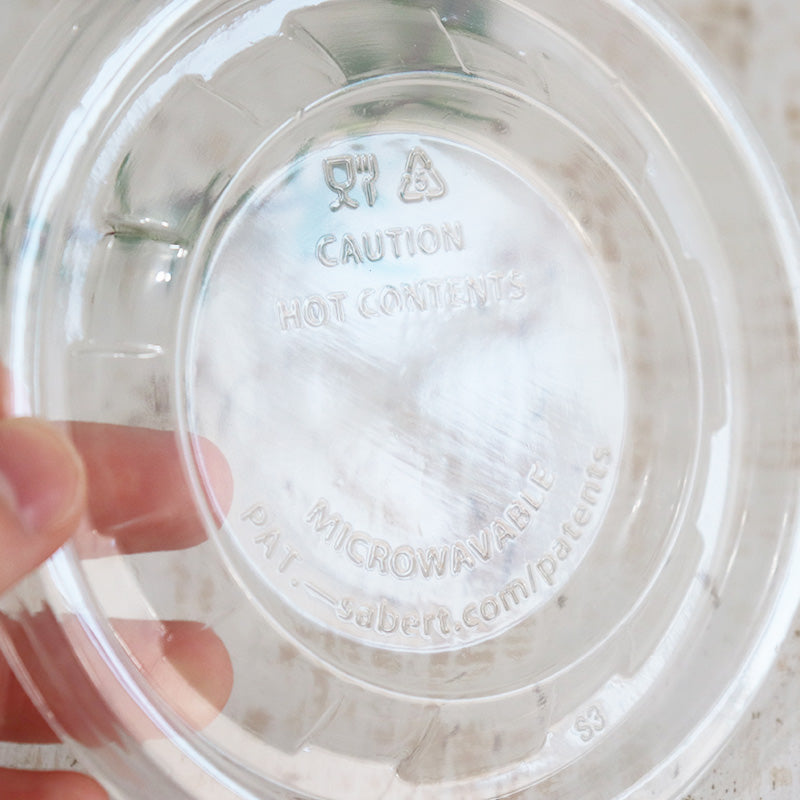 5
CAUTION
HOT CONTENTS
MICROWAVABLE
PAT.—sabert.com/patents
S3